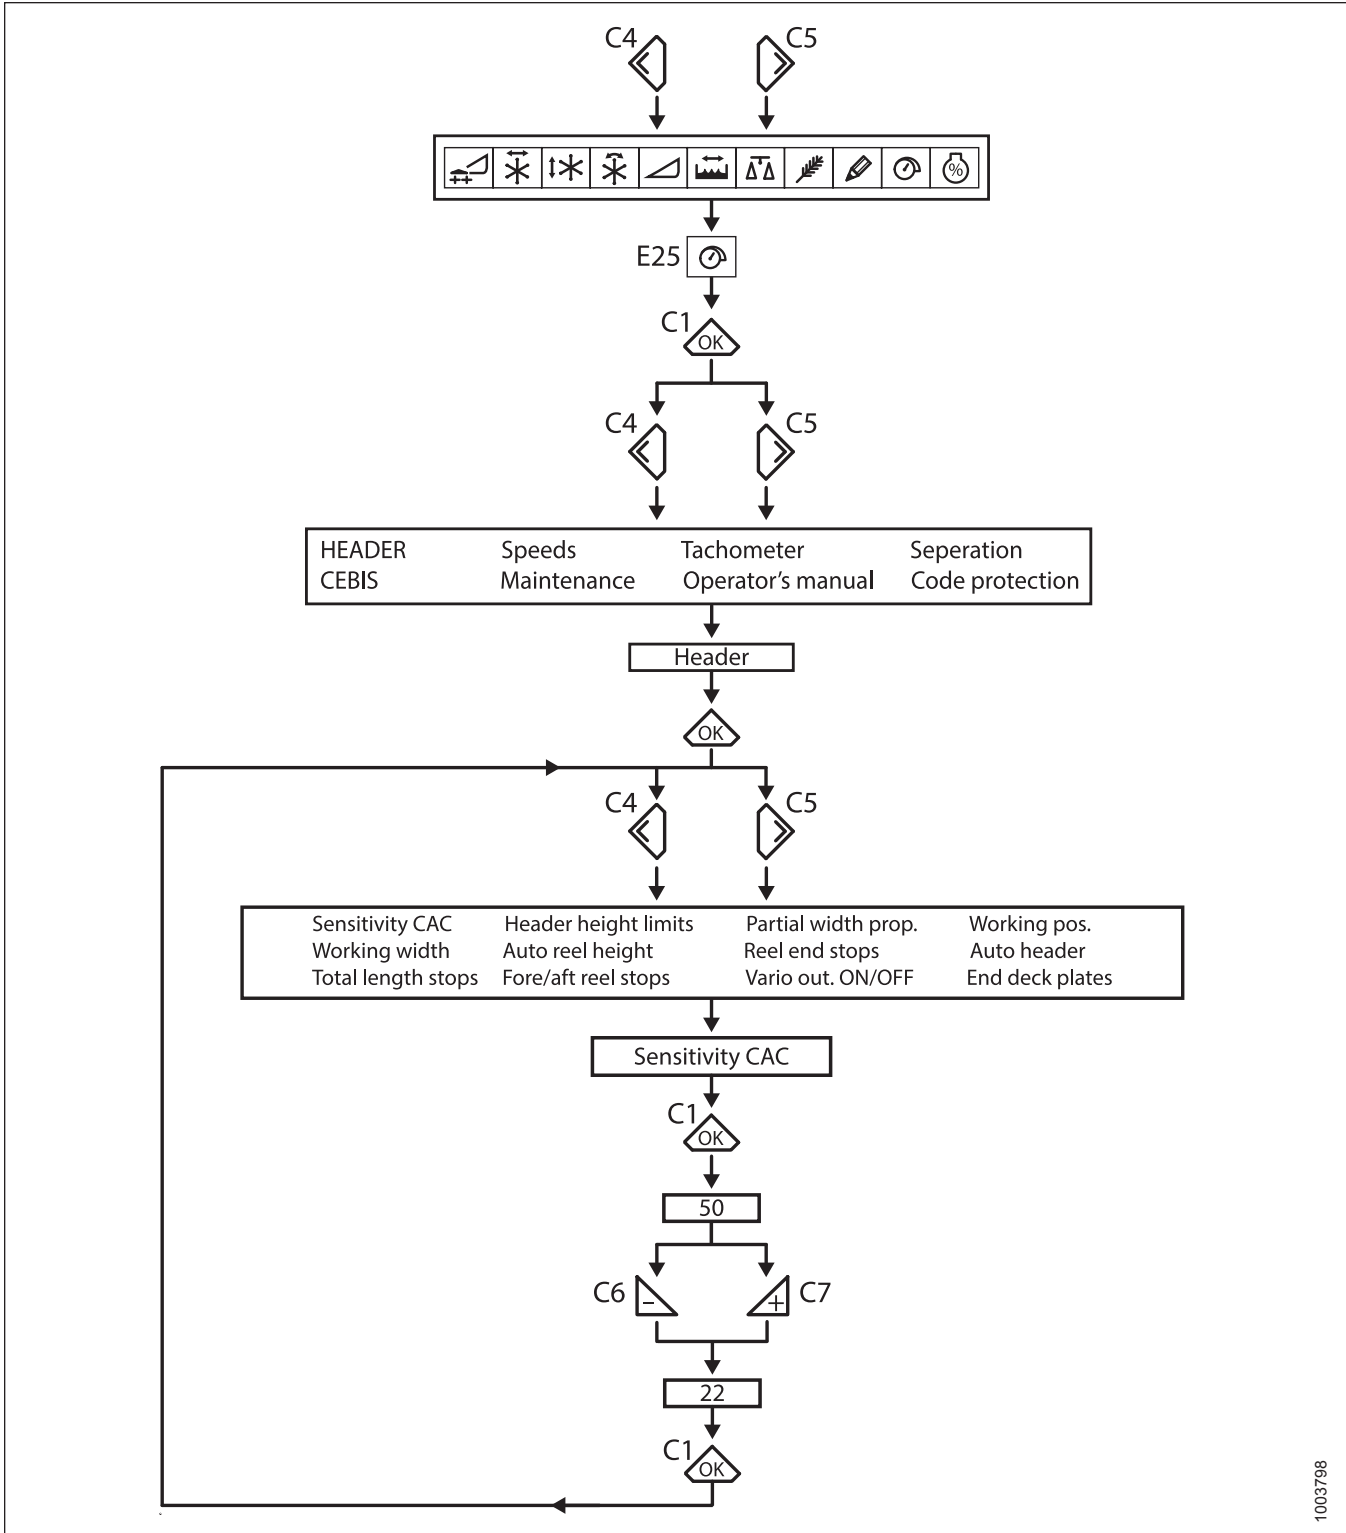 C4 C5
%
E25
C1
OK
C4 C5
HEADER Speeds Tachometer Seperation
CEBIS Maintenance Operator's manual Code protection
Header
OK
C4 C5
Sensitivity CAC Header height limits Partial width prop. Working pos.
Working width Auto reel height Reel end stops Auto header
Total length stops Fore/aft reel stops Vario out. ON/OFF End deck plates
Sensitivity CAC
C1
OK
50
C6 - + C7
22
C1
OK
1003798